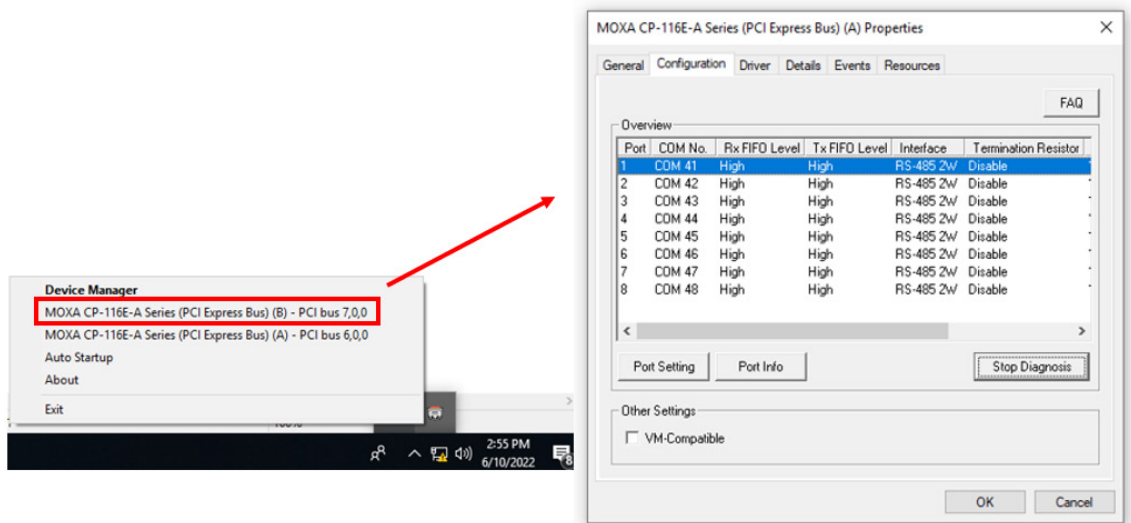 Device Manager
MOXA CP-116E-A Series (PCI Express Bus) (B) - PCI bus 7,0,0
MOXA CP-116E-A Series (PCI Express Bus) (A) - PCI bus 6,0,0
Auto Startup
About
Exit
2:55 PM
6/10/2022
8
MOXA CP-116E-A Series (PCI Express Bus) (A) Properties
General Configuration Driver Details Events Resources
FAQ
Overview
Port COM No. Rx FIFO Level Tx FIFO Level Interface Termination Resistor
1 COM 41 High High RS-485 2W Disable
2 COM 42 High High RS-485 2W Disable
3 COM 43 High High RS-485 2W Disable
4 COM 44 High High RS-485 2W Disable
5 COM 45 High High RS-485 2W Disable
6 COM 46 High High RS-485 2W Disable
7 COM 47 High High RS-485 2W Disable
8 COM 48 High High RS-485 2W Disable
Port Setting Port Info Stop Diagnosis
Other Settings
VM-Compatible
OK Cancel